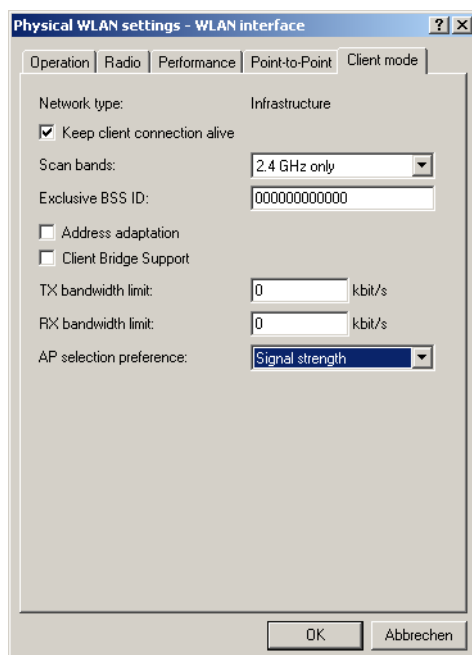 Physical WLAN settings - WLAN interface
Operation Radio Performance Point-to-Point Client mode
Network type: Infrastructure
Keep client connection alive
Scan bands: 2.4 GHz only
Exclusive BSS ID: 000000000000
Address adaptation
Client Bridge Support
TX bandwidth limit: 0 kbit/s
RX bandwidth limit: 0 kbit/s
AP selection preference: Signal strength
OK Abbrechen